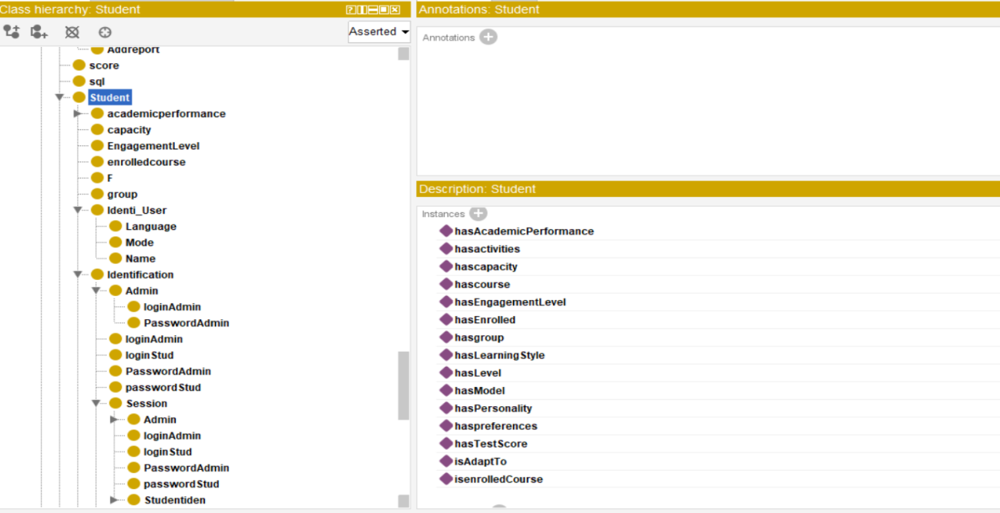 Class hierarchy: Student
Asserted
Addreport
score
sql
Student
academicperformance
capacity
EngagementLevel
enrolledcourse
F
group
Identi_User
Language
Mode
Name
Identification
Admin
loginAdmin
PasswordAdmin
loginAdmin
loginStud
PasswordAdmin
passwordStud
Session
Admin
loginAdmin
loginStud
PasswordAdmin
passwordStud
Studentiden
Annotations: Student
Annotations
Description: Student
Instances
hasAcademicPerformance
hasactivities
hascapacity
hascourse
hasEngagementLevel
hasEnrolled
hasgroup
hasLearningStyle
hasLevel
hasModel
hasPersonality
haspreferences
hasTestScore
isAdaptTo
isenrolledCourse